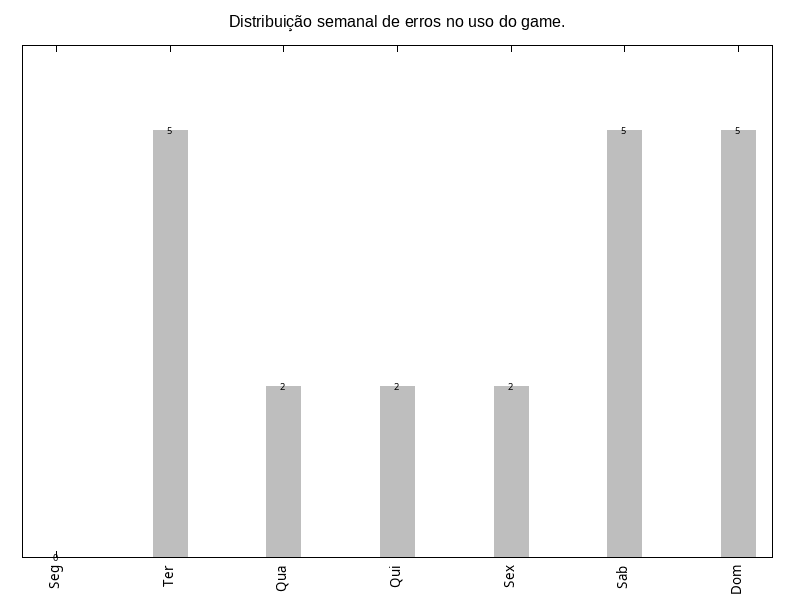 Distribuição semanal de erros no uso do game.
5 5 5
2 2 2
0
Seg Ter Qua Qui Sex Sab Dom